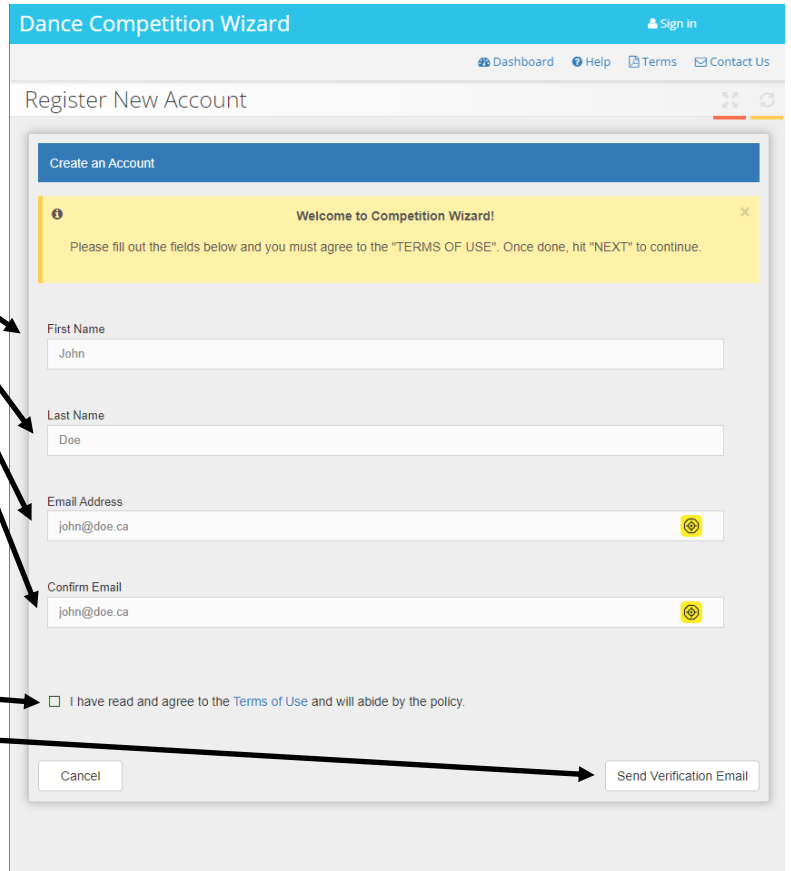 Dance Competition Wizard
Sign in
Dashboard Help Terms Contact Us
Register New Account
Create an Account
Welcome to Competition Wizard!
Please fill out the fields below and you must agree to the "TERMS OF USE". Once done, hit "NEXT" to continue.
First Name
John
Last Name
Doe
Email Address
john@doe.ca
Confirm Email
john@doe.ca
I have read and agree to the Terms of Use and will abide by the policy.
Cancel
Send Verification Email